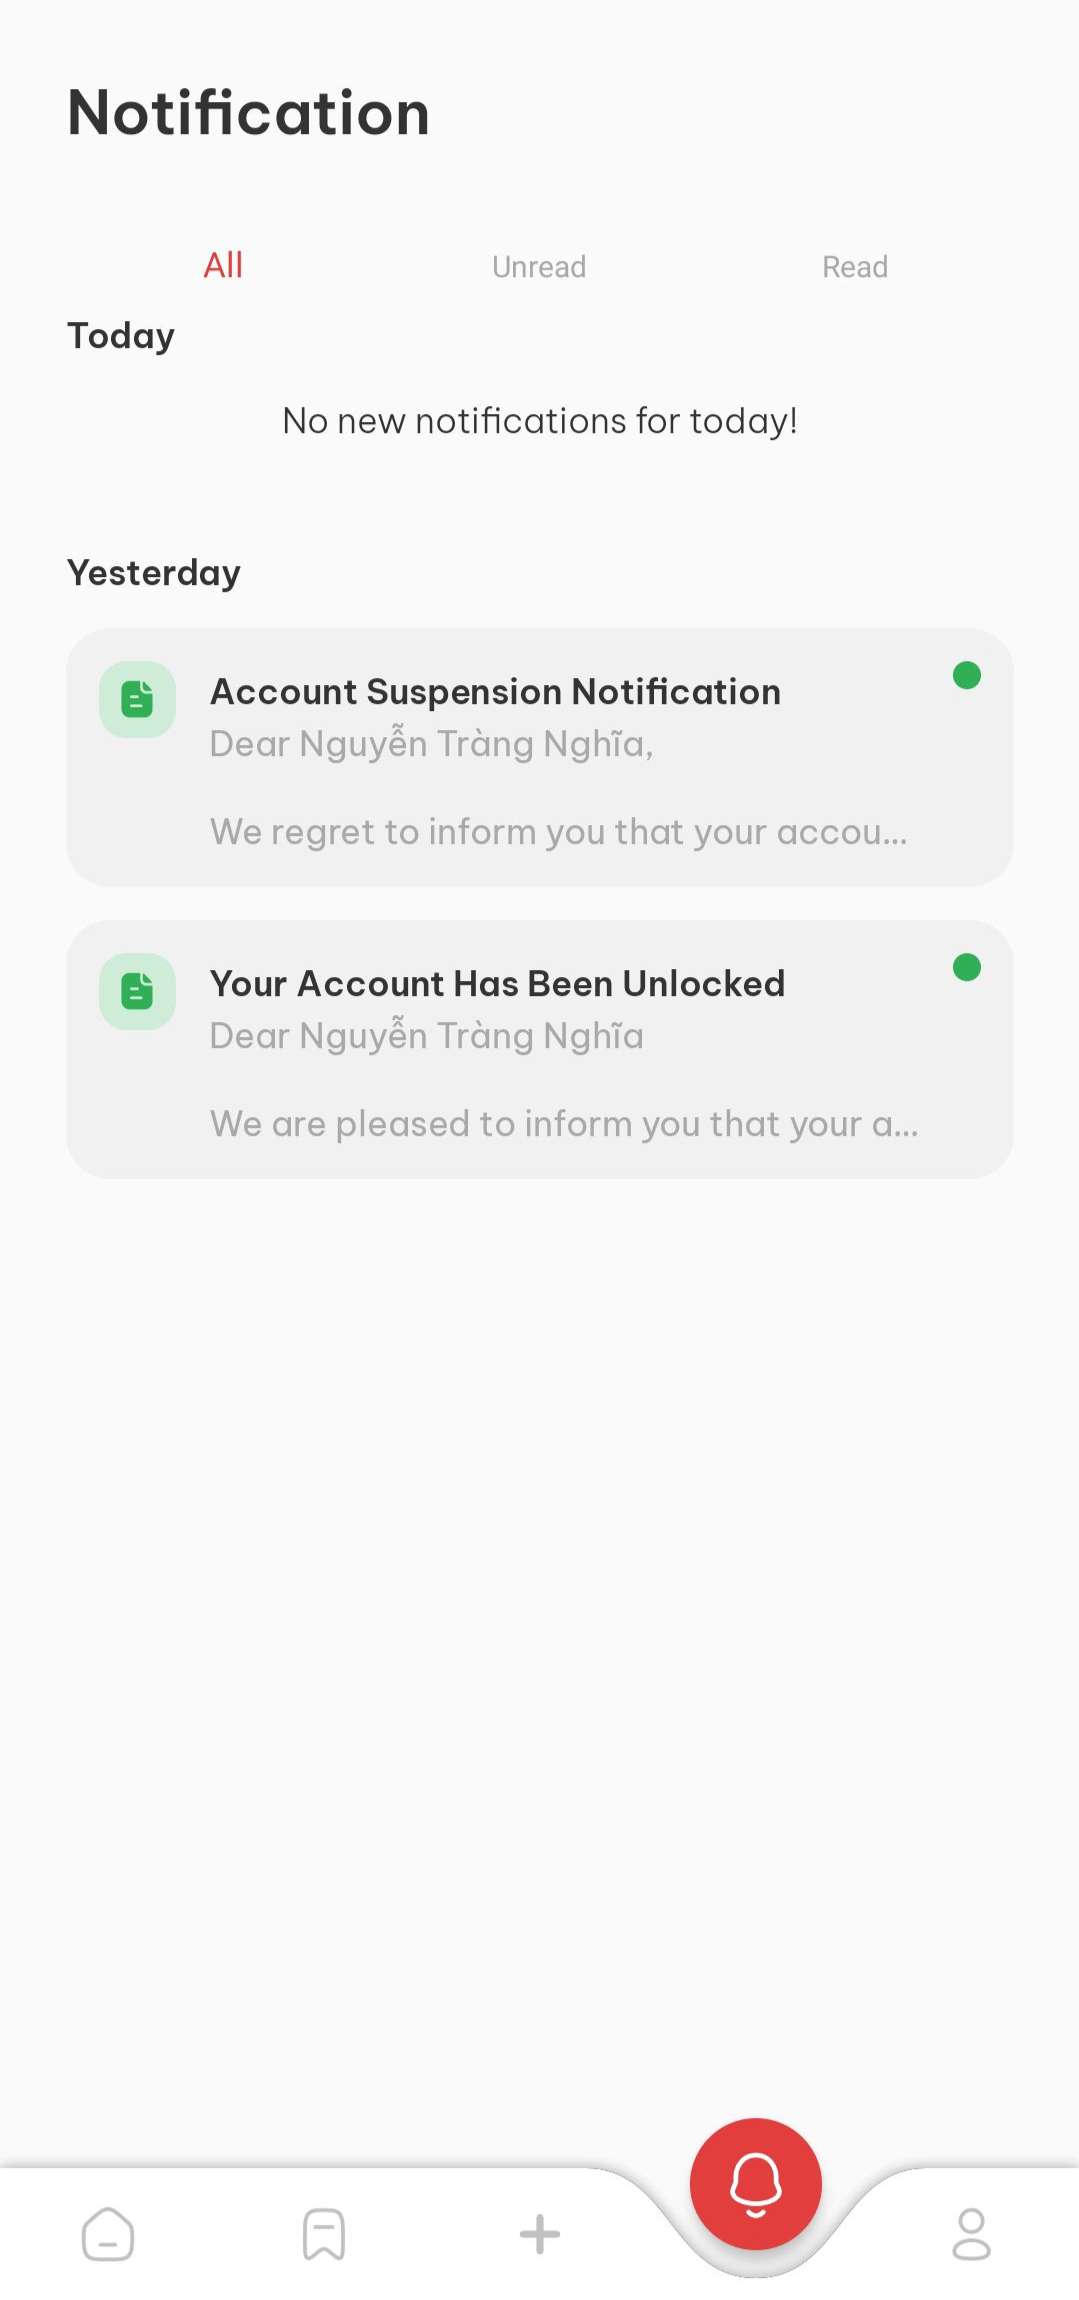 Notification
All Unread Read
Today
No new notifications for today!
Yesterday
Account Suspension Notification
Dear Nguyễn Tràng Nghĩa,
We regret to inform you that your accou...
Your Account Has Been Unlocked
Dear Nguyễn Tràng Nghĩa
We are pleased to inform you that your a...